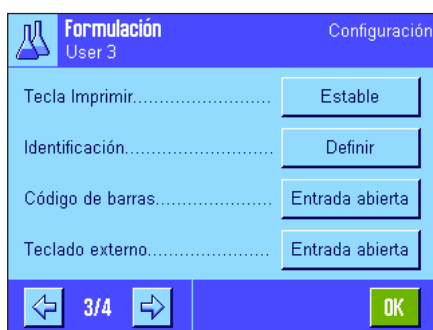 Formulación
Configuración
User 3
Tecla Imprimir.......................... Estable
Identificación............................ Definir
Código de barras...................... Entrada abierta
Teclado externo....................... Entrada abierta
3/4
OK